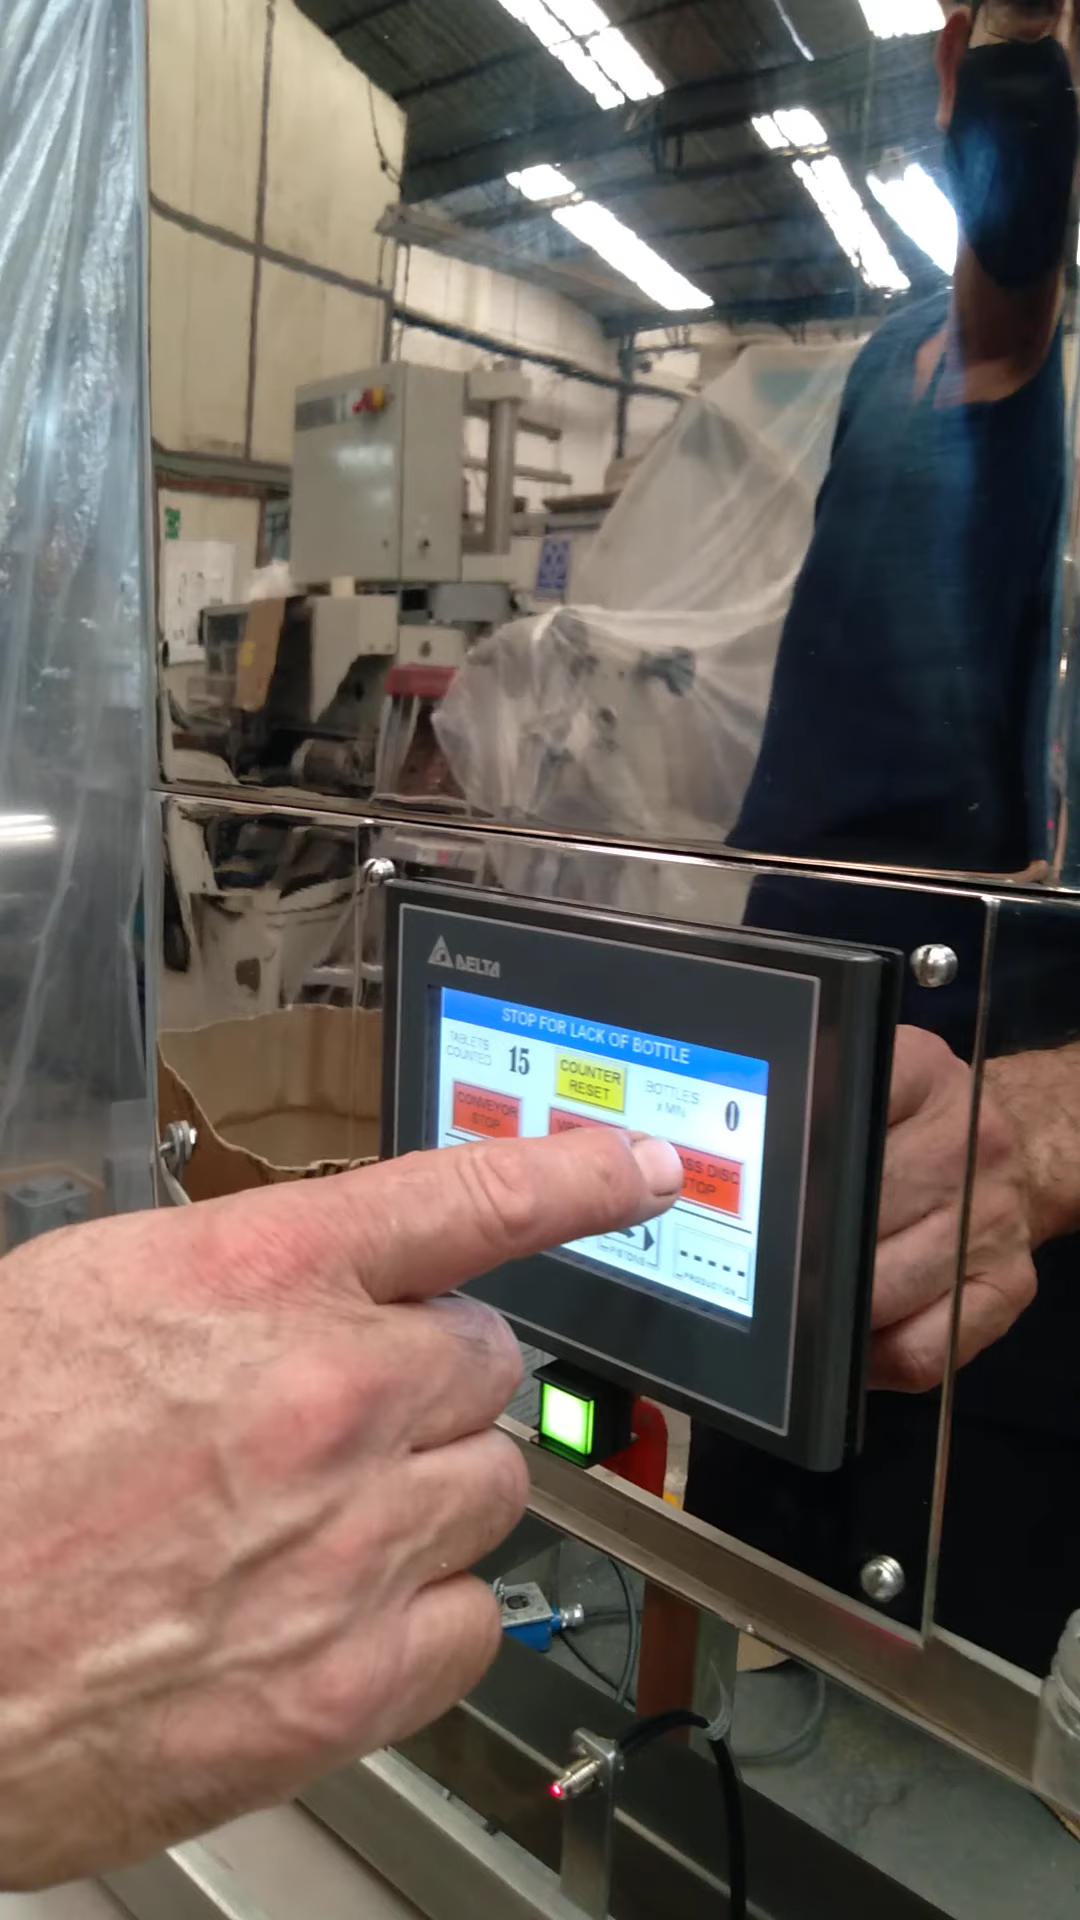 DELTA
STOP FOR LACK OF BOTTLE
TABLETS
COUNTED
15
COUNTER
RESET
BOTTLES
x MIN
0
CONVEYOR
STOP
DISC
STOP
PISTONS
PRODUCTION